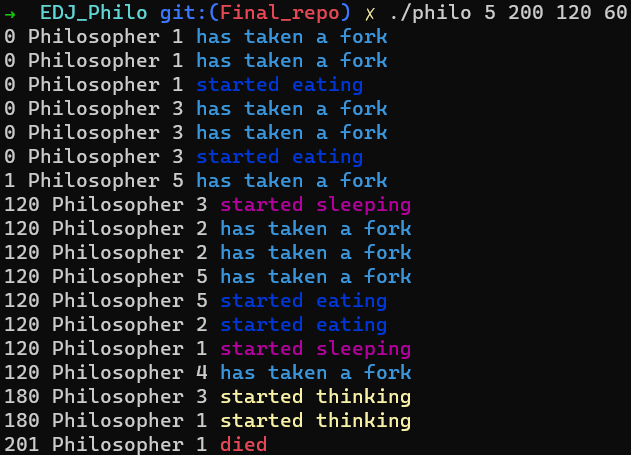 ➜  EDJ_Philo git:(Final_repo) ✗ ./philo 5 200 120 60
0 Philosopher 1 has taken a fork
0 Philosopher 1 has taken a fork
0 Philosopher 1 started eating
0 Philosopher 3 has taken a fork
0 Philosopher 3 has taken a fork
0 Philosopher 3 started eating
1 Philosopher 5 has taken a fork
120 Philosopher 3 started sleeping
120 Philosopher 2 has taken a fork
120 Philosopher 2 has taken a fork
120 Philosopher 5 has taken a fork
120 Philosopher 5 started eating
120 Philosopher 2 started eating
120 Philosopher 1 started sleeping
120 Philosopher 4 has taken a fork
180 Philosopher 3 started thinking
180 Philosopher 1 started thinking
201 Philosopher 1 died